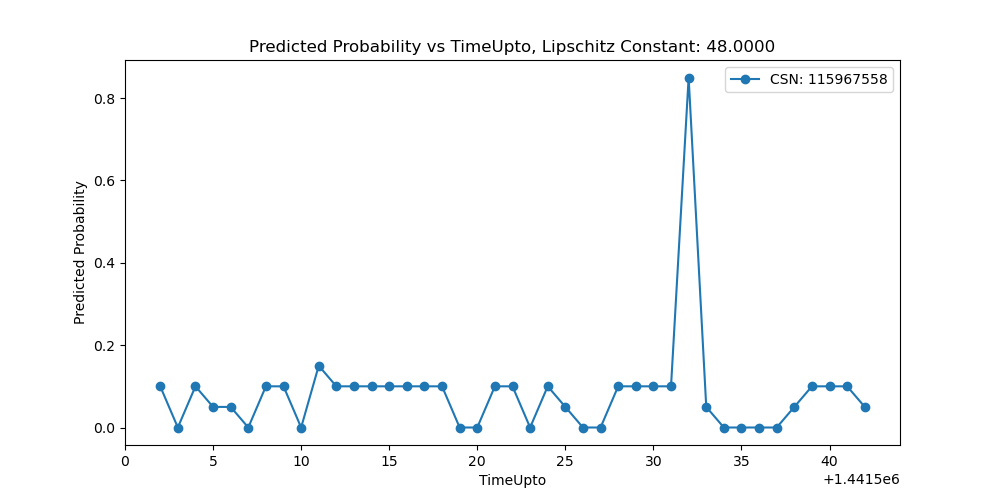 Predicted Probability vs TimeUpto, Lipschitz Constant: 48.0000
CSN: 115967558
Predicted Probability
0.8
0.6
0.4
0.2
0.0
0 5 10 15 20 25 30 35 40
TimeUpto
+1.4415e6